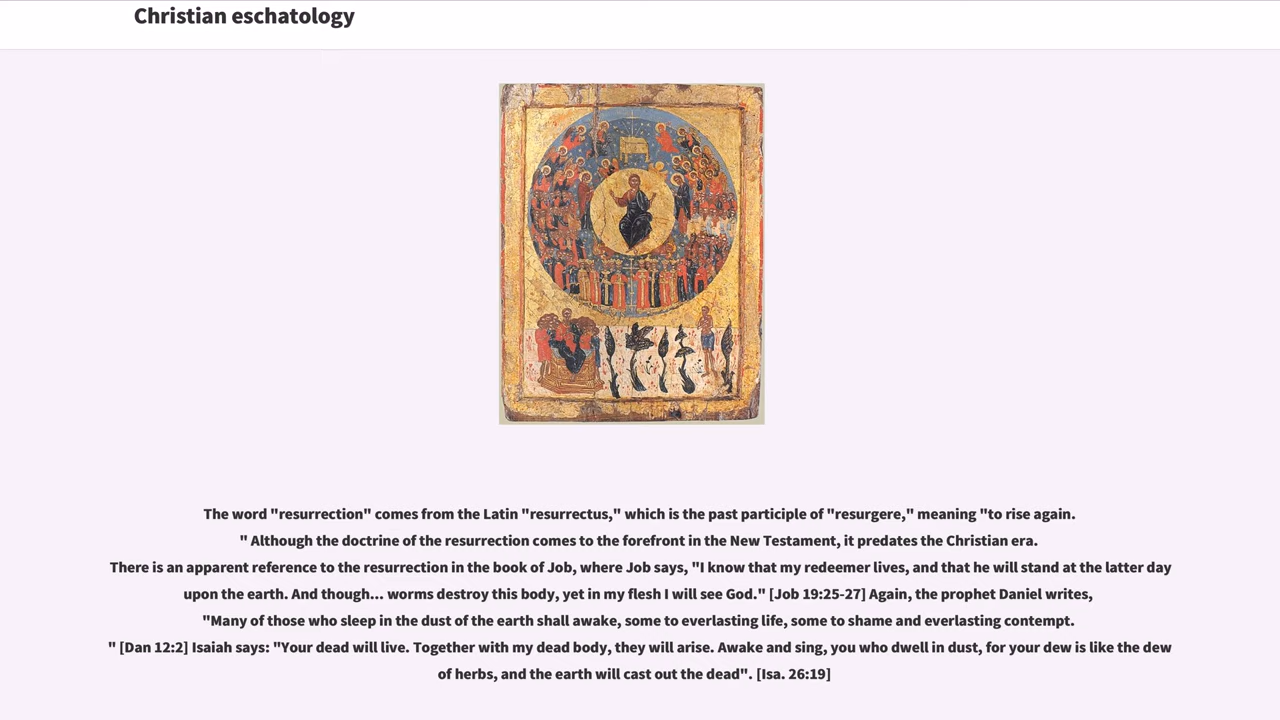 Christian eschatology
The word "resurrection" comes from the Latin "resurrectus," which is the past participle of "resurgere," meaning "to rise again.
" Although the doctrine of the resurrection comes to the forefront in the New Testament, it predates the Christian era.
There is an apparent reference to the resurrection in the book of Job, where Job says, "I know that my redeemer lives, and that he will stand at the latter day
upon the earth. And though... worms destroy this body, yet in my flesh I will see God." [Job 19:25-27] Again, the prophet Daniel writes,
"Many of those who sleep in the dust of the earth shall awake, some to everlasting life, some to shame and everlasting contempt.
" [Dan 12:2] Isaiah says: "Your dead will live. Together with my dead body, they will arise. Awake and sing, you who dwell in dust, for your dew is like the dew
of herbs, and the earth will cast out the dead". [Isa. 26:19]